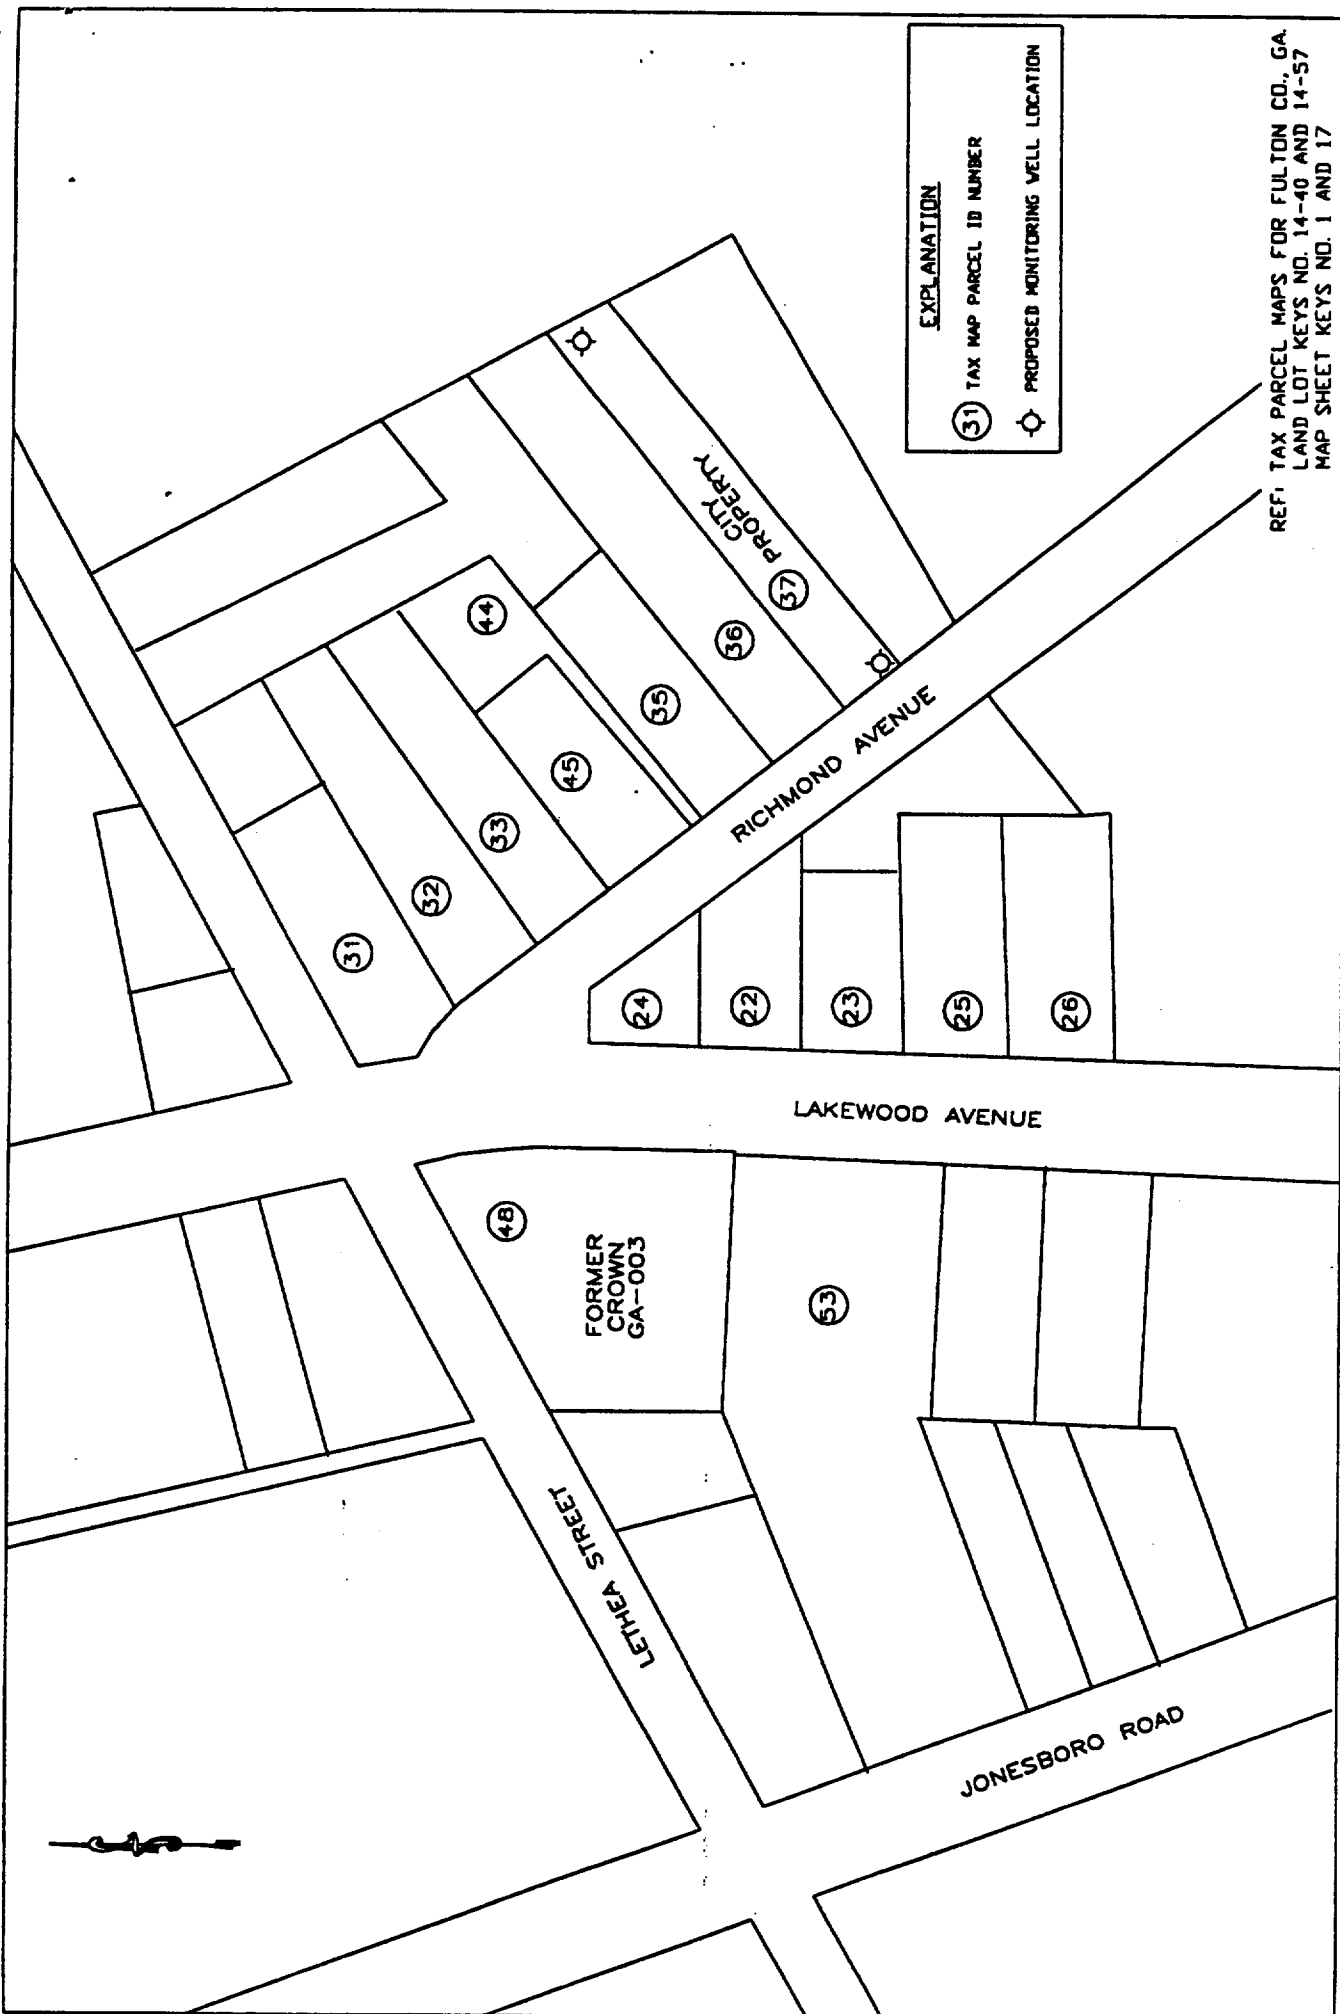 EXPLANATION
31 TAX MAP PARCEL ID NUMBER
PROPOSED MONITORING WELL LOCATION
REF: TAX PARCEL MAPS FOR FULTON CO., GA.
LAND LOT KEYS NO. 14-40 AND 14-57
MAP SHEET KEYS NO. 1 AND 17
31
32
33
44
45
35
36
37
CITY
PROPERTY
RICHMOND AVENUE
24
22
23
25
26
LAKEWOOD AVENUE
48
FORMER
CROWN
GA-003
53
LETHEA STREET
JONESBORO ROAD